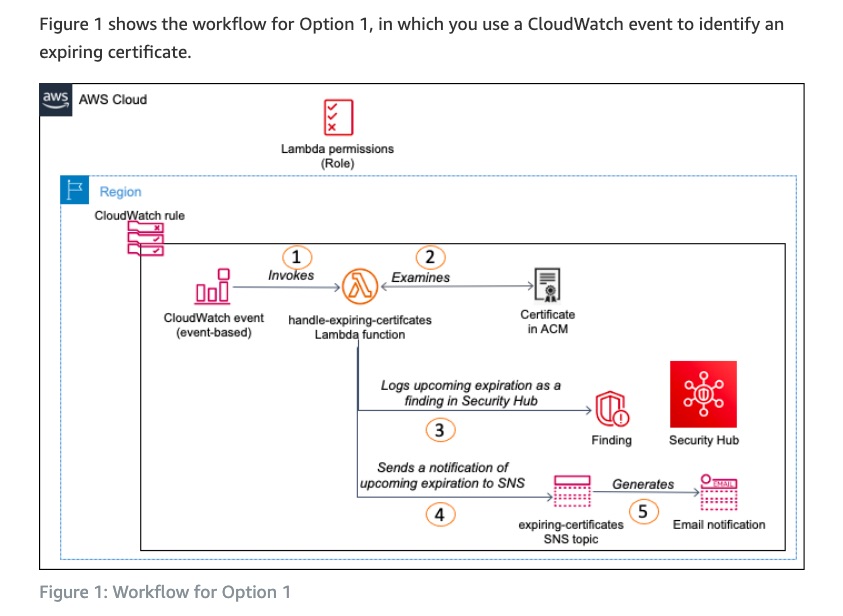 Figure 1 shows the workflow for Option 1, in which you use a CloudWatch event to identify an
expiring certificate.
aws
AWS Cloud
Lambda permissions
(Role)
Region
CloudWatch rule
1
Invokes
2
Examines
CloudWatch event
(event-based)
handle-expiring-certifcates
Lambda function
Certificate
in ACM
Logs upcoming expiration as a
finding in Security Hub
3
Finding
Security Hub
Sends a notification of
upcoming expiration to SNS
4
Generates
5
EMAIL
expiring-certificates
SNS topic
Email notification
Figure 1: Workflow for Option 1